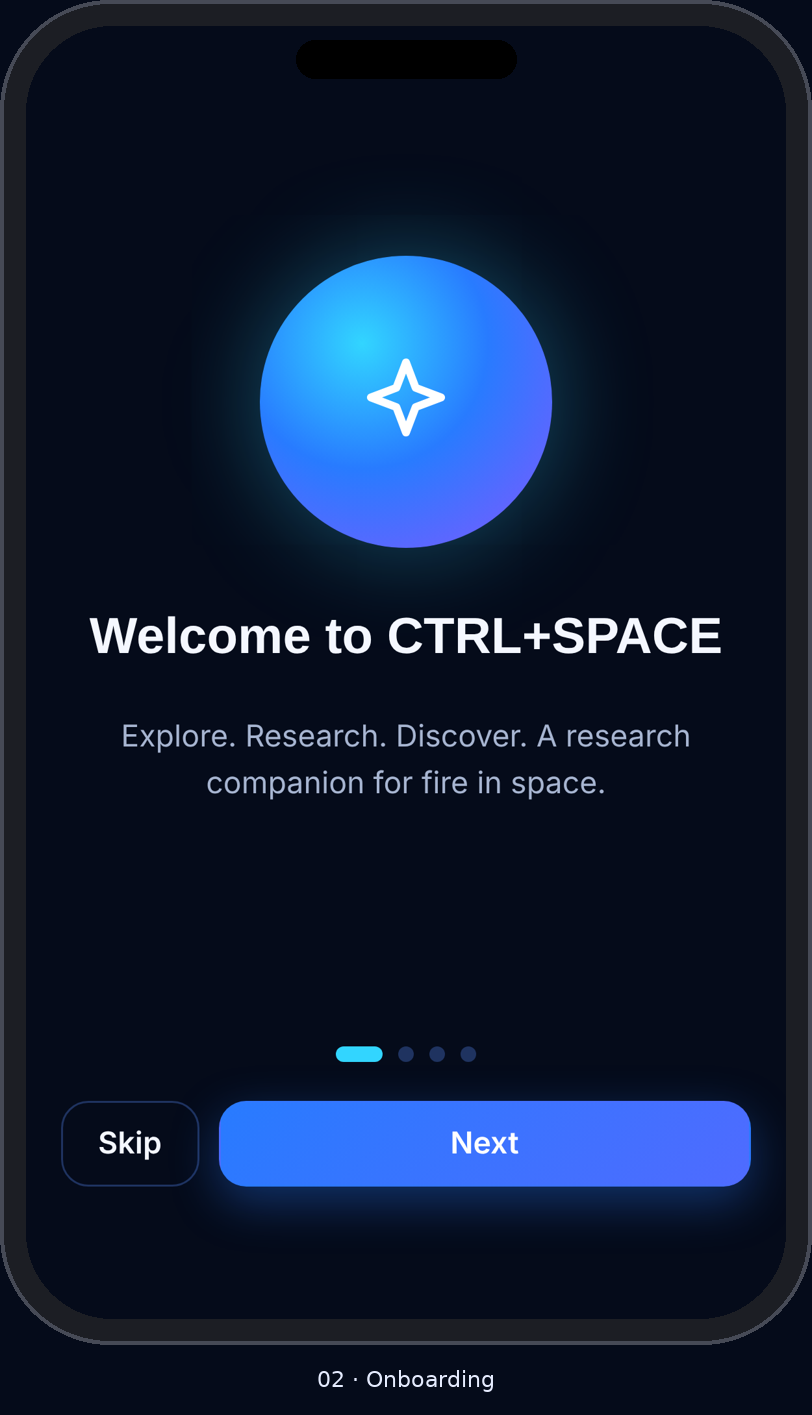 Welcome to CTRL+SPACE
Explore. Research. Discover. A research
companion for fire in space.
Skip
Next
02 · Onboarding